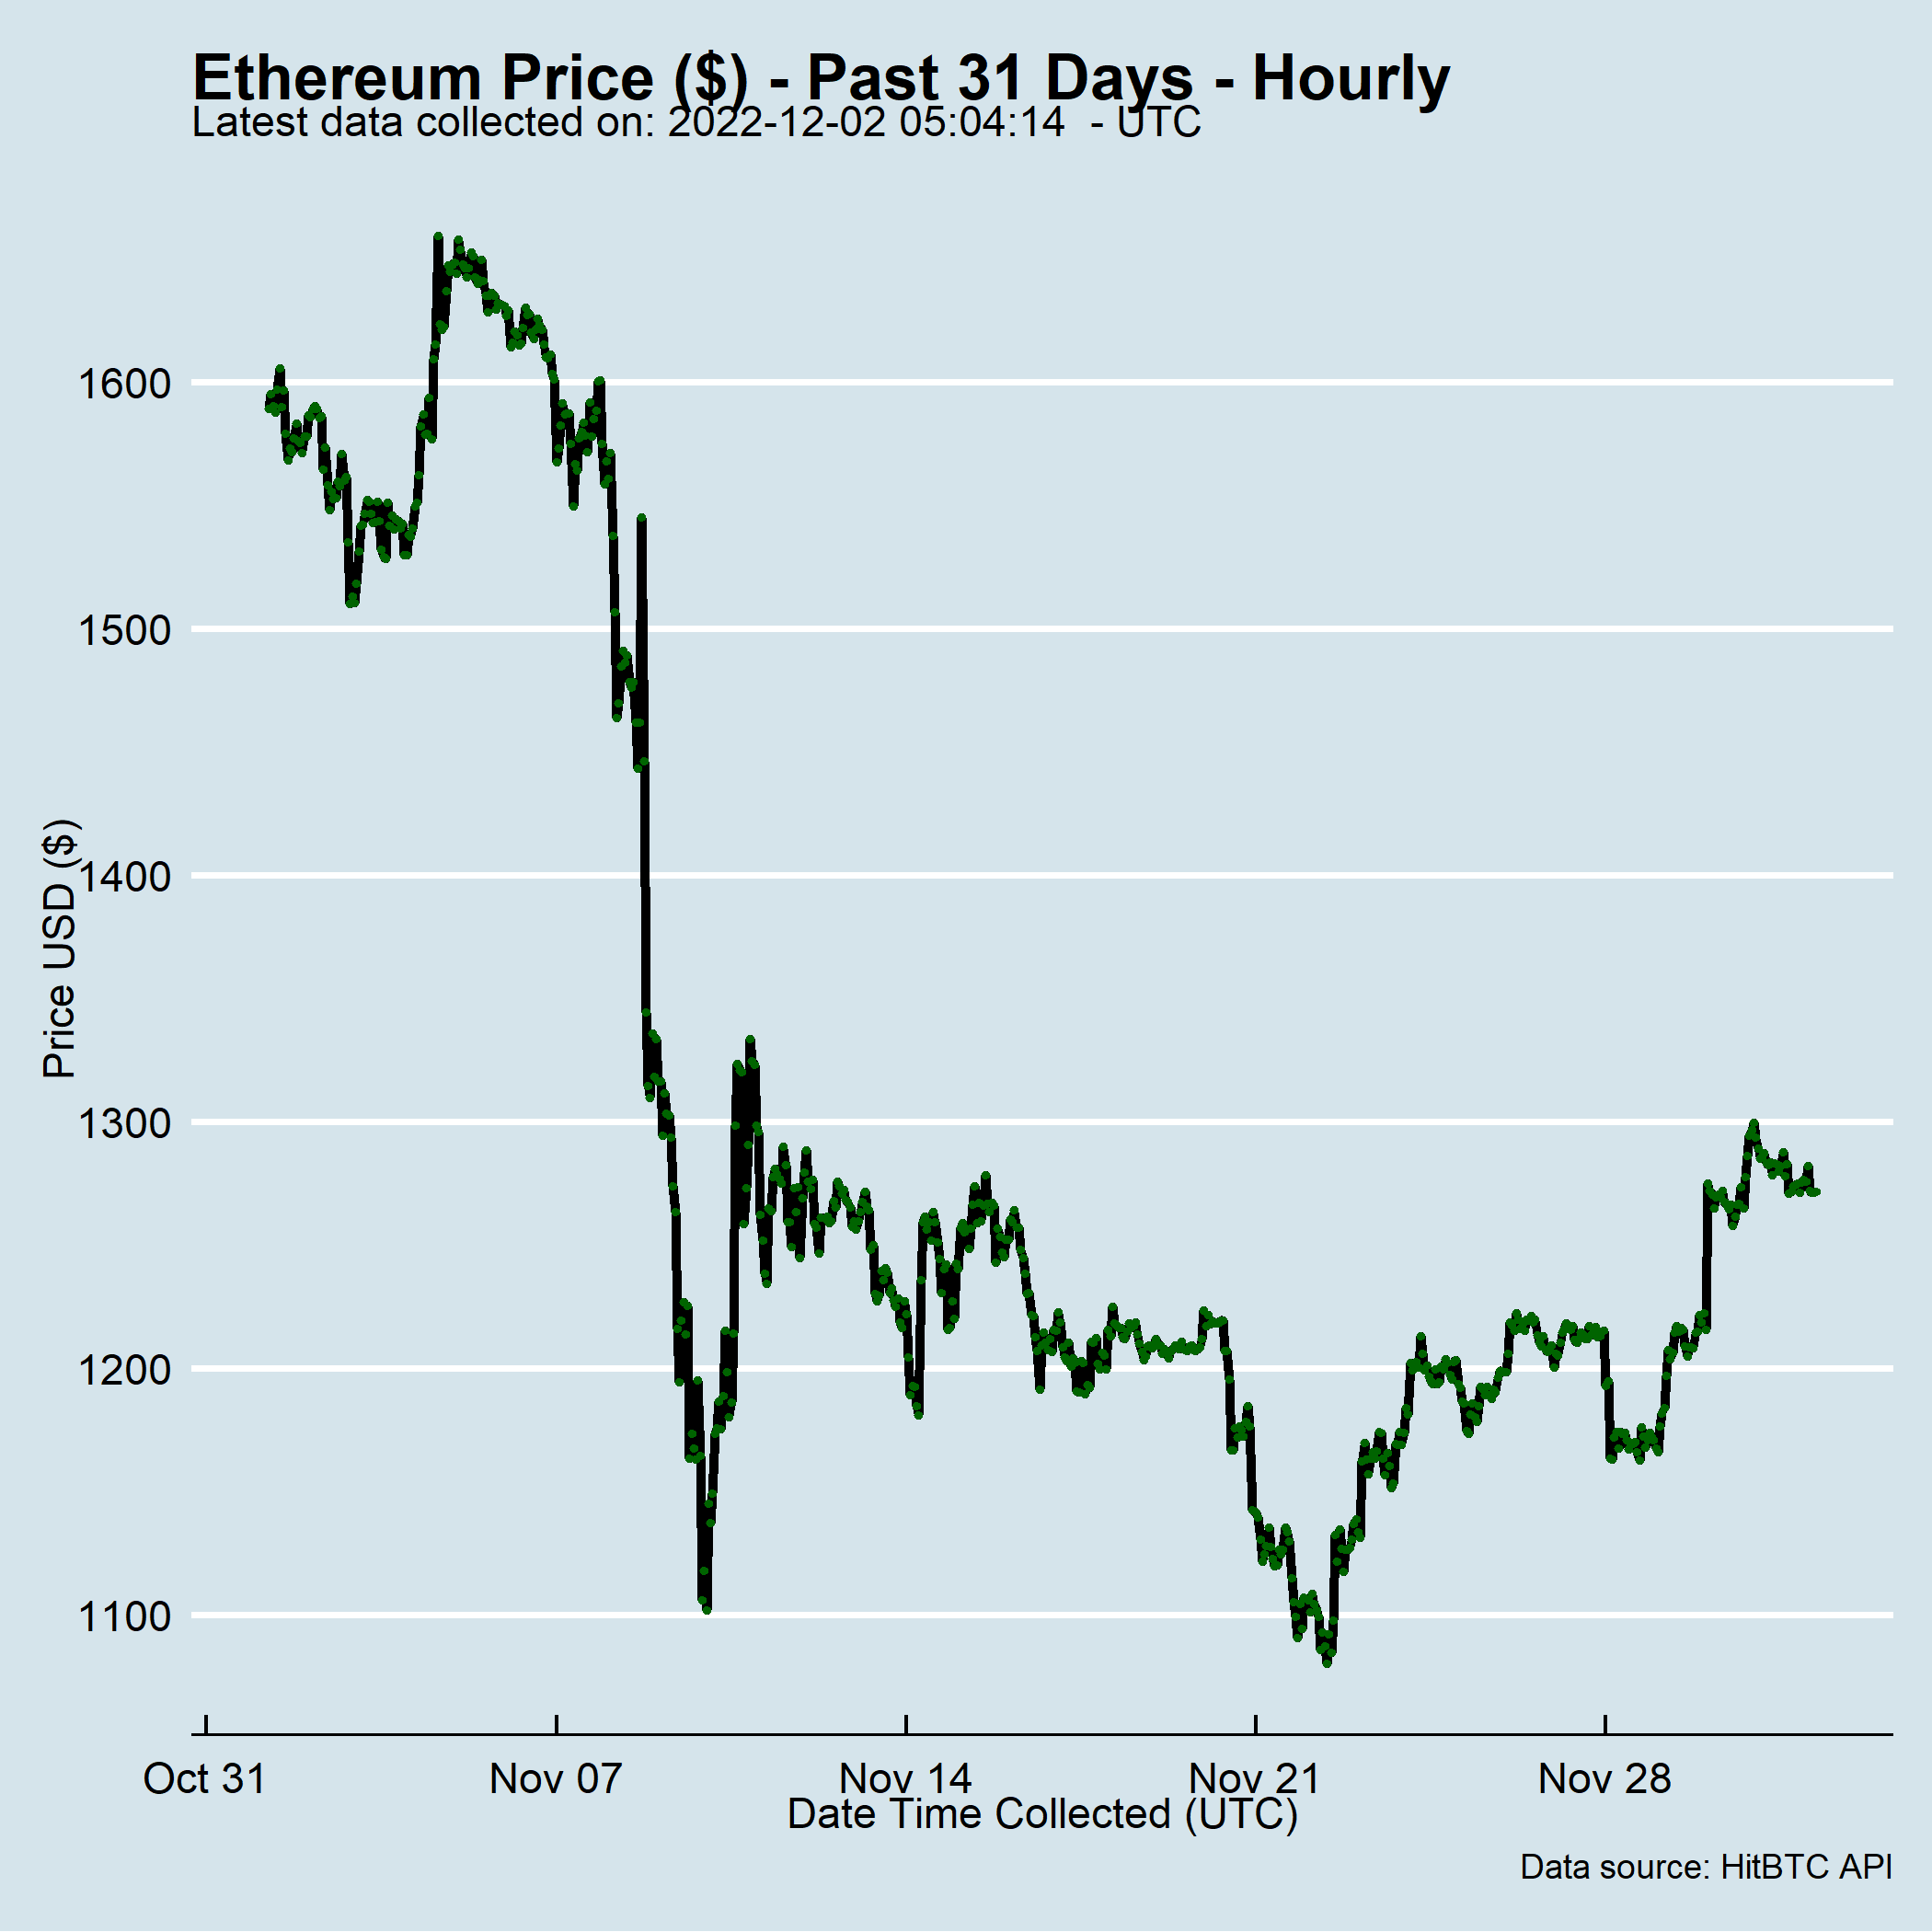 Ethereum Price ($) - Past 31 Days - Hourly
Latest data collected on: 2022-12-02 05:04:14  - UTC
Price USD ($)
1600
1500
1400
1300
1200
1100
Oct 31
Nov 07
Nov 14
Nov 21
Nov 28
Date Time Collected (UTC)
Data source: HitBTC API